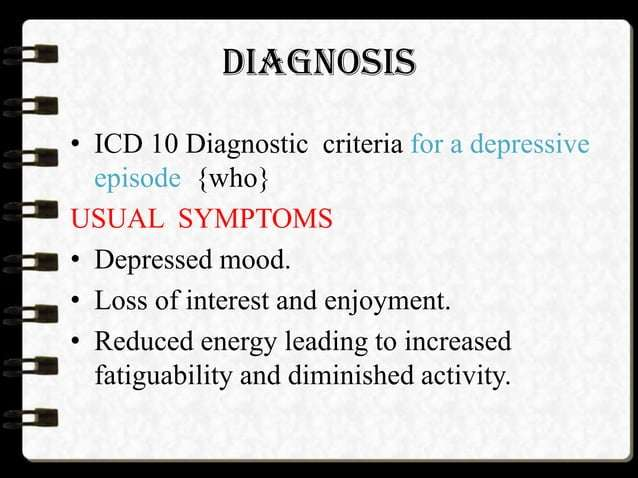 DIAGNOSIS
• ICD 10 Diagnostic criteria for a depressive
episode {who}
USUAL SYMPTOMS
• Depressed mood.
• Loss of interest and enjoyment.
• Reduced energy leading to increased
fatiguability and diminished activity.